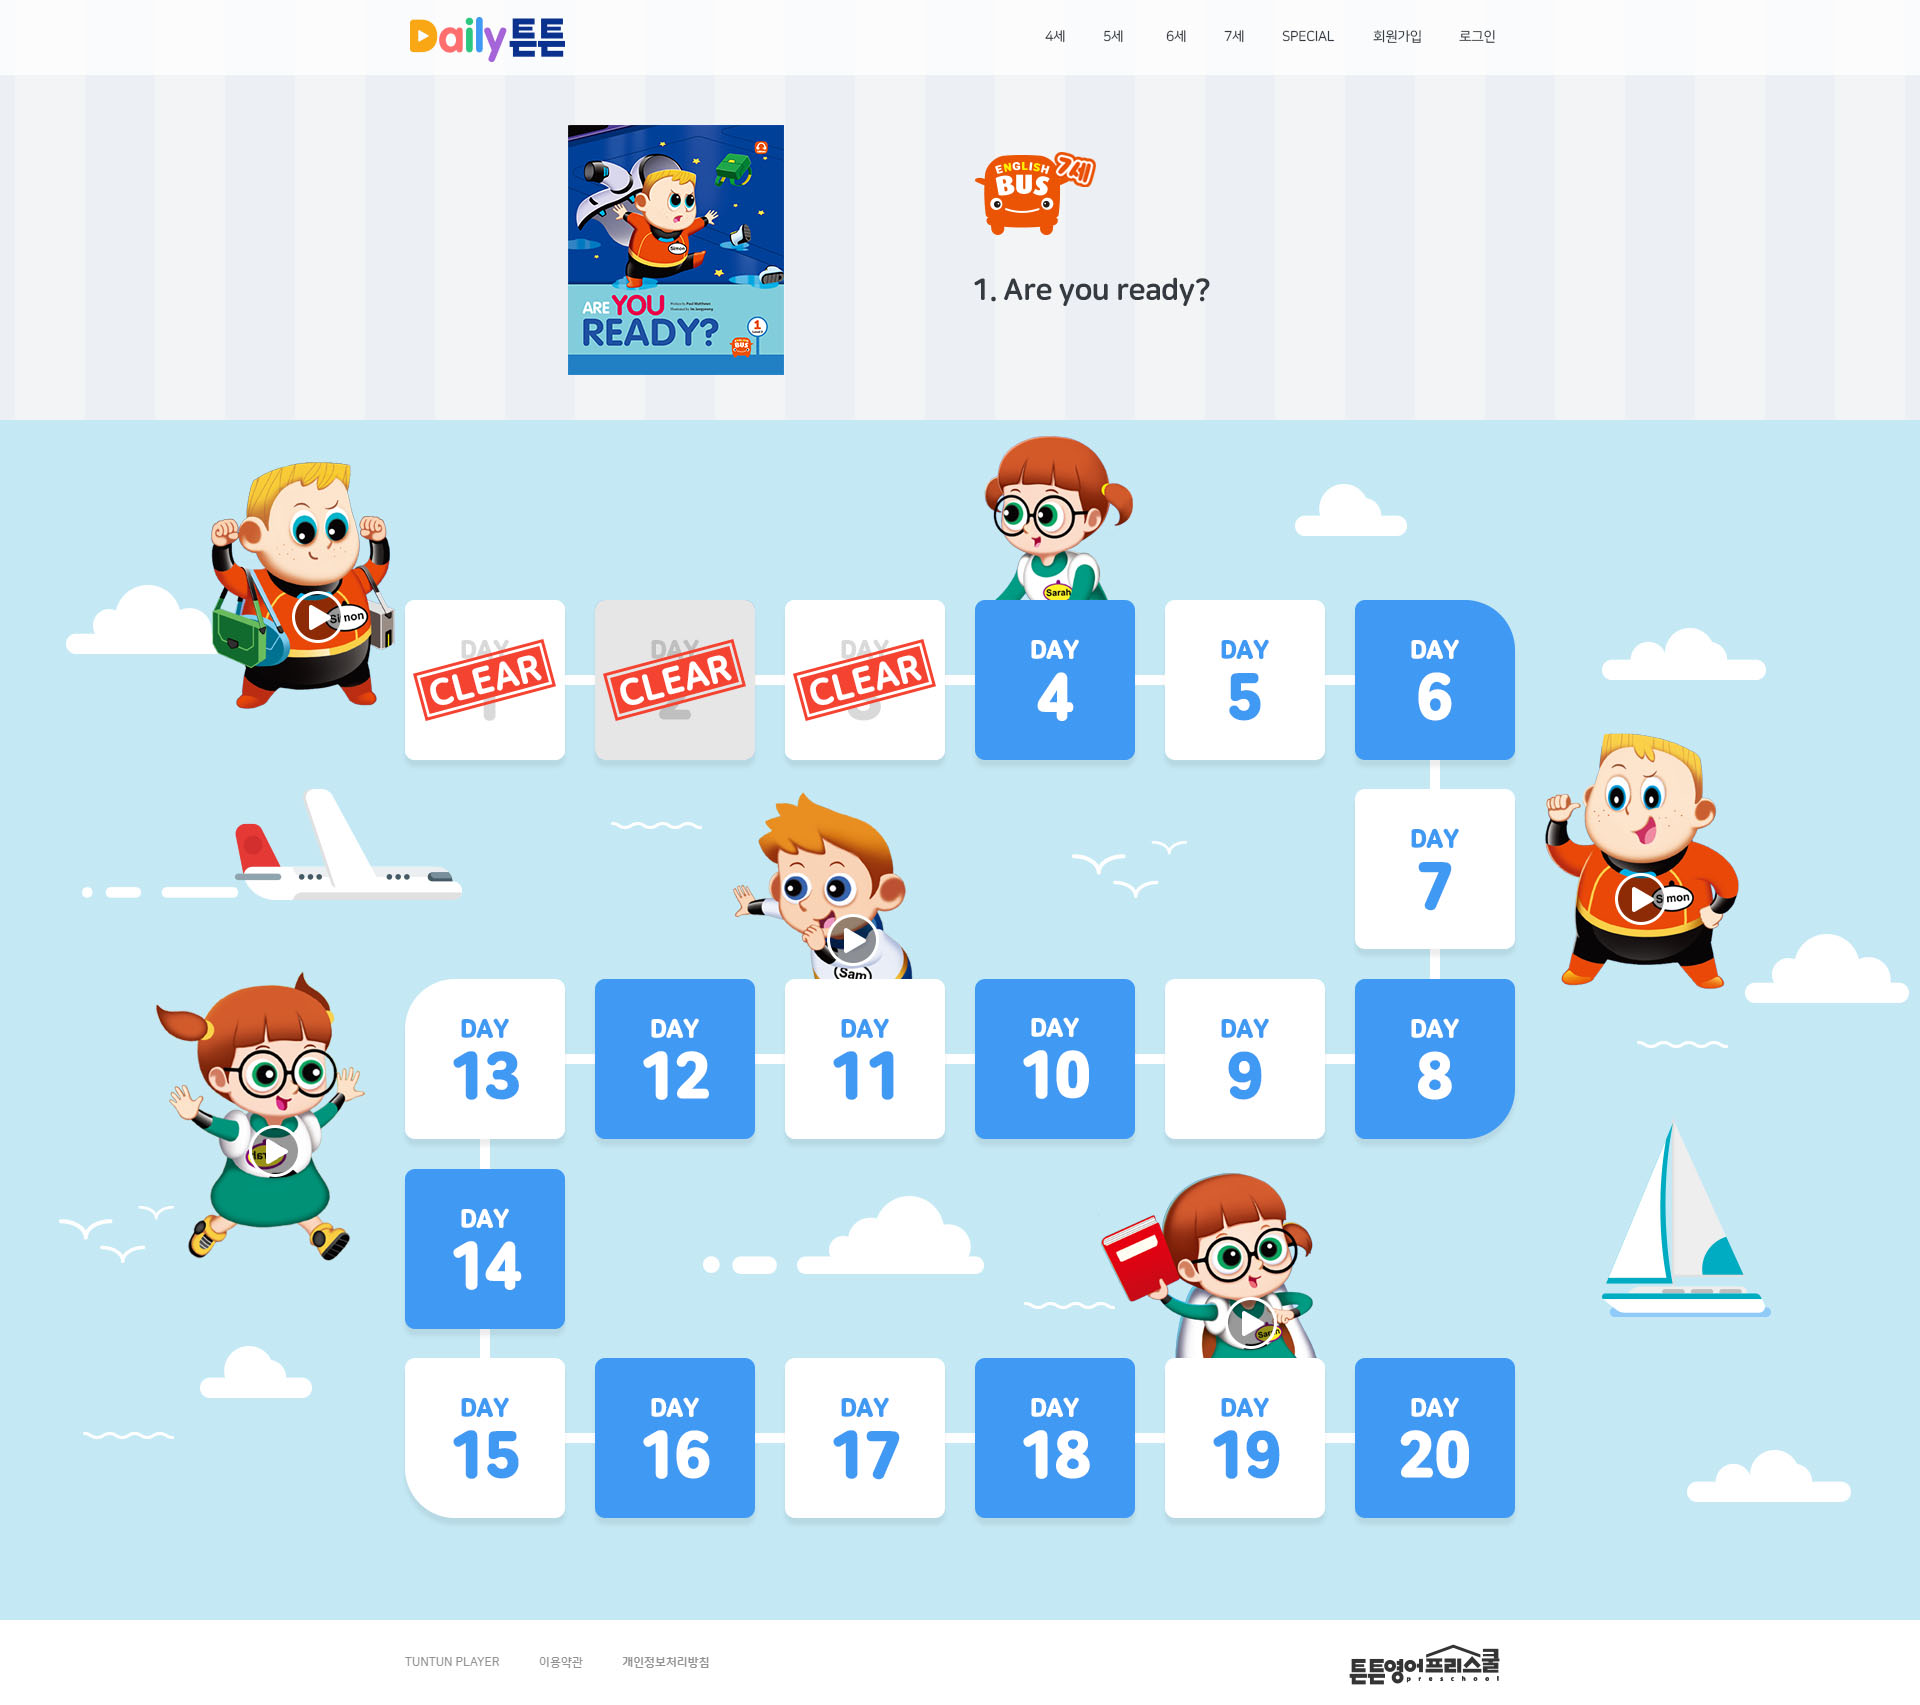 Daily 튼튼
4세 5세 6세 7세 SPECIAL 회원가입 로그인
Simon
ARE YOU
READY?
1
BUS
ENGLISH
BUS
7세
1. Are you ready?
Simon
Sarah
DAY
1
CLEAR
DAY
2
CLEAR
DAY
3
CLEAR
DAY
4
DAY
5
DAY
6
DAY
7
Simon
Sam
DAY
13
DAY
12
DAY
11
DAY
10
DAY
9
DAY
8
DAY
14
Sarah
DAY
15
DAY
16
DAY
17
DAY
18
DAY
19
DAY
20
TUNTUN PLAYER 이용약관 개인정보처리방침
튼튼영어프리스쿨
preschool